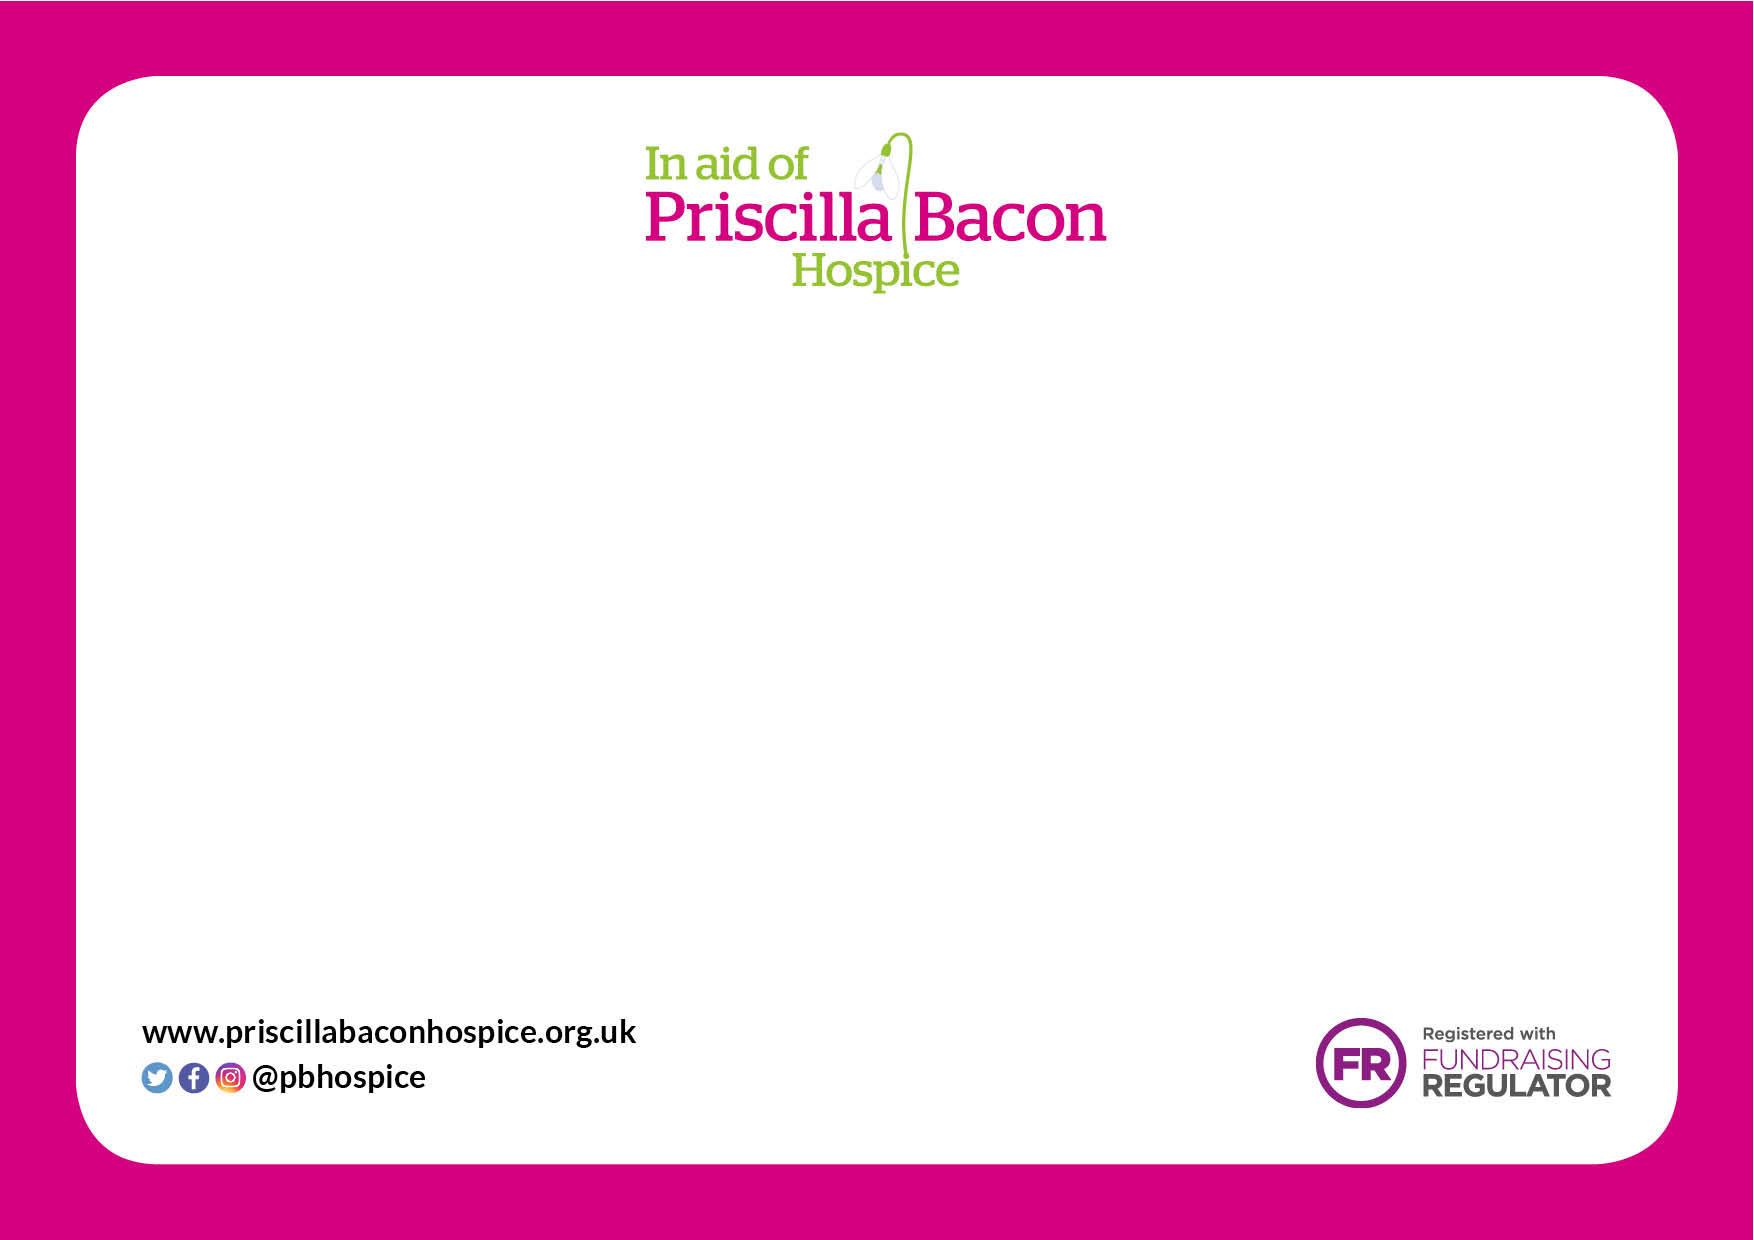 In aid of
Priscilla Bacon
Hospice
www.priscillabaconhospice.org.uk
@pbhospice
FR
Registered with
FUNDRAISING
REGULATOR